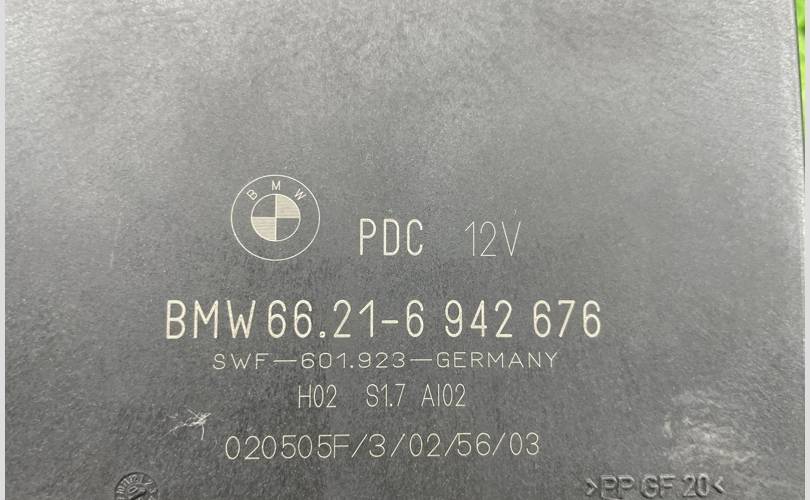 BMW
PDC 12V
BMW 66.21-6 942 676
SWF—601.923—GERMANY
H02 S1.7 AI02
020505F/3/02/56/03
>PP GF 20<